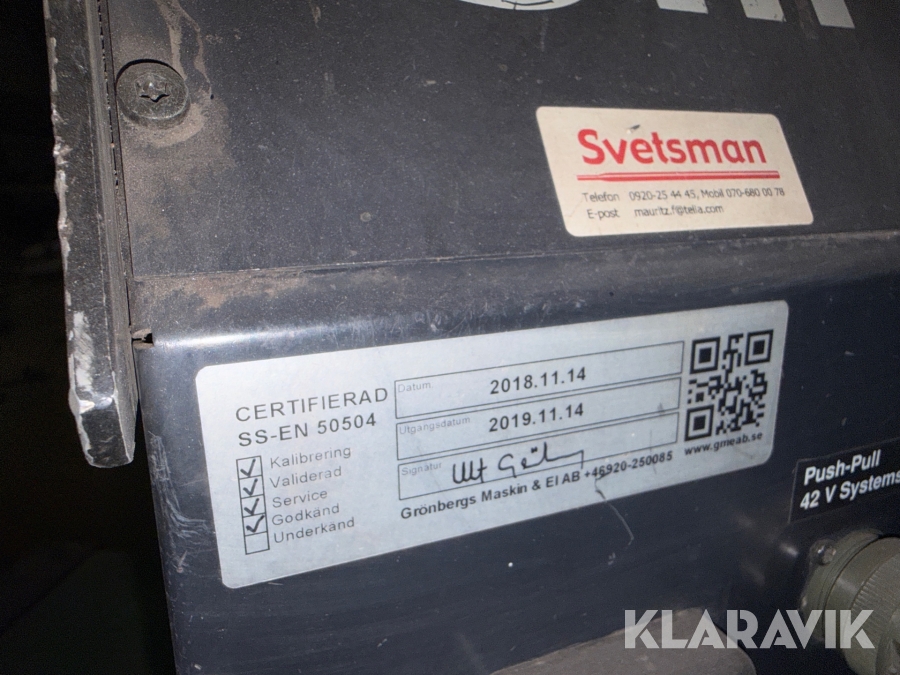 Svetsman
Telefon 0920-25 44 45, Mobil 070-680 00 78
E-post mauritz.f@telia.com
CERTIFIERAD
SS-EN 50504
Kalibrering
Validerad
Service
Godkänd
Underkänd
Datum 2018.11.14
Utgångsdatum 2019.11.14
Signatur
Grönbergs Maskin & El AB +46920-250085
www.gmeab.se
Push-Pull
42 V Systems
KLARAVIK